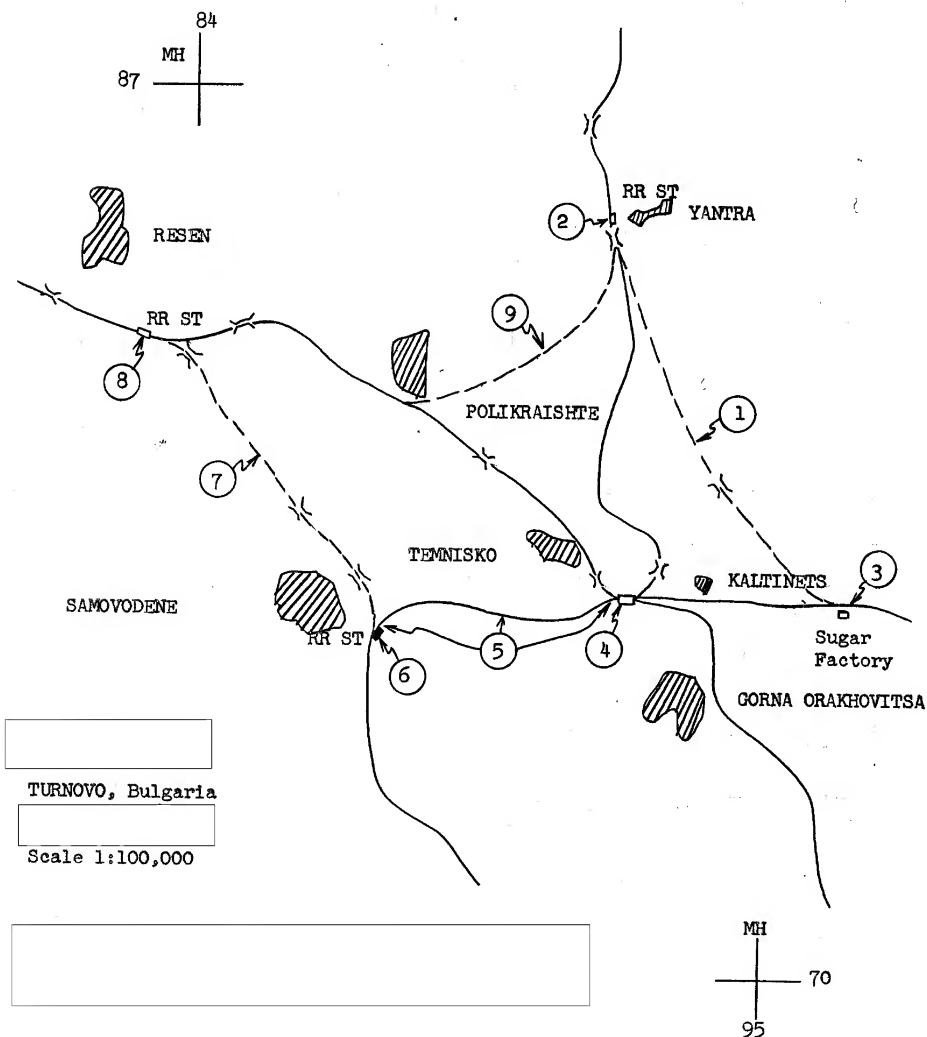 84
MH
87
RR ST
2
YANTRA
RESEN
9
RR ST
8
POLIKRAISHTE
1
7
TEMNISKO
KALTINETS
3
SAMOVODENE
RR ST
5
4
Sugar
Factory
6
GORNA ORAKHOVITSA
TURNOVO, Bulgaria
Scale 1:100,000
MH
70
95